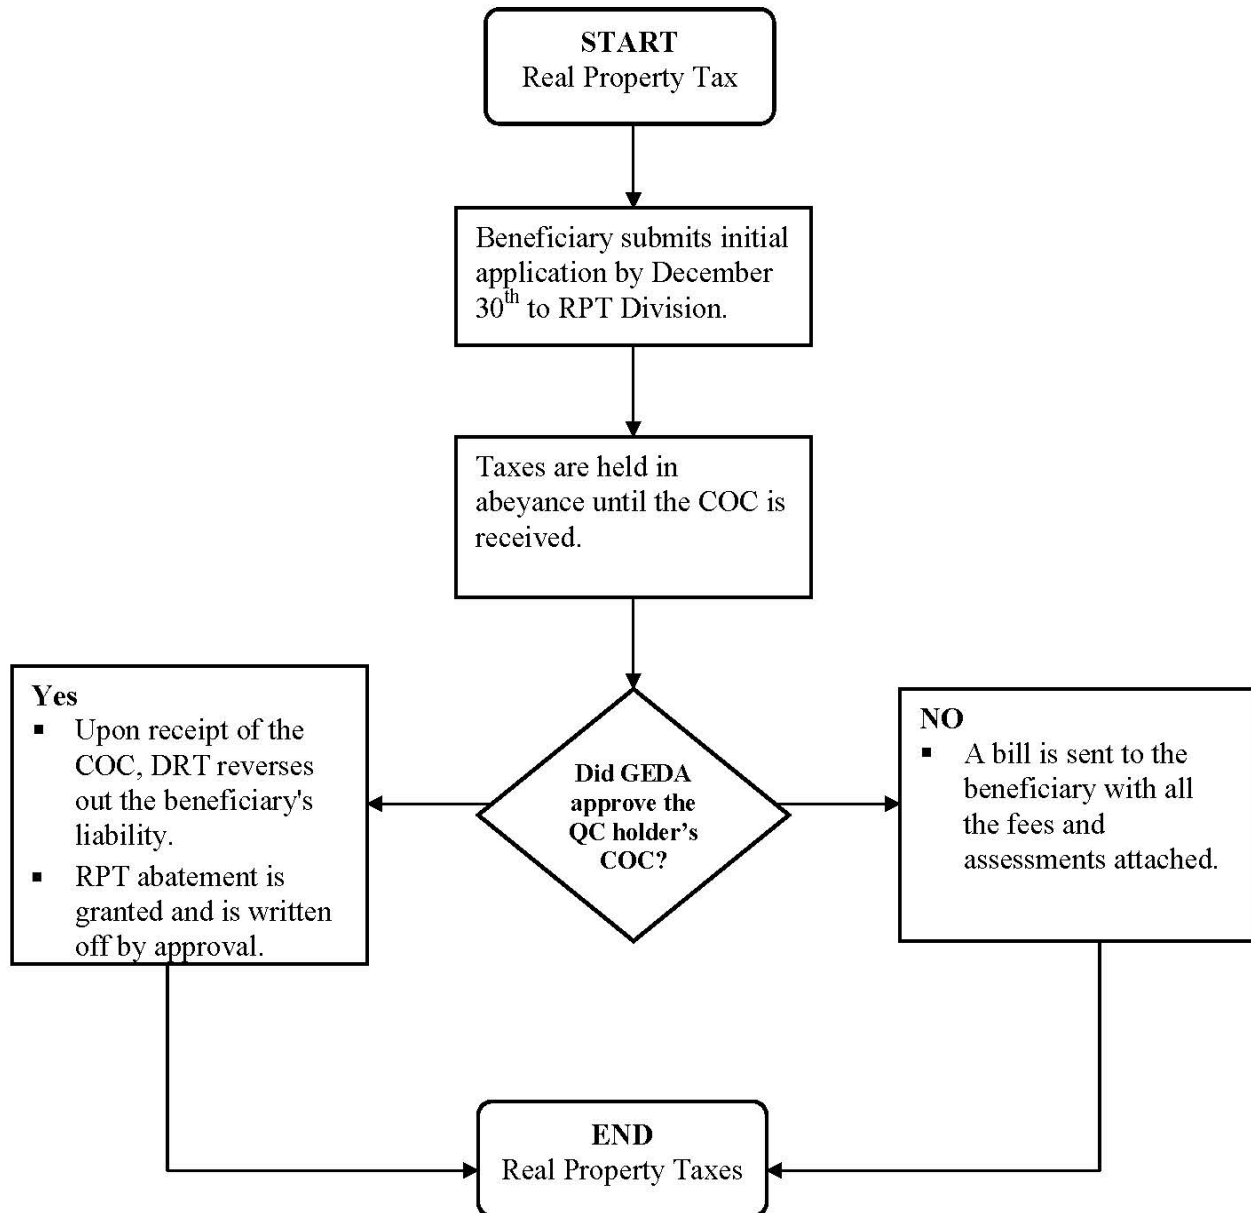 START
Real Property Tax
Beneficiary submits initial
application by December
30th to RPT Division.
Taxes are held in
abeyance until the COC is
received.
Yes
▪ Upon receipt of the
COC, DRT reverses
out the beneficiary's
liability.
▪ RPT abatement is
granted and is written
off by approval.
Did GEDA
approve the
QC holder’s
COC?
NO
▪ A bill is sent to the
beneficiary with all
the fees and
assessments attached.
END
Real Property Taxes